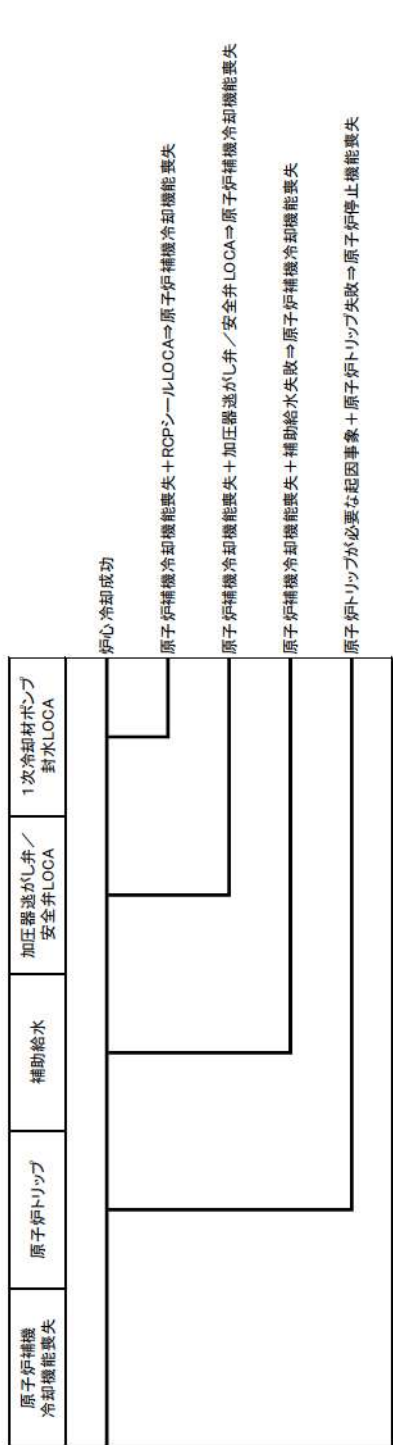 原子炉補機
冷却機能喪失
原子炉トリップ
補助給水
加圧器逃がし弁／
安全弁LOCA
1次冷却材ポンプ
封水LOCA
炉心冷却成功
原子炉補機冷却機能喪失＋RCPシールLOCA⇒原子炉補機冷却機能喪失
原子炉補機冷却機能喪失＋加圧器逃がし弁／安全弁LOCA⇒原子炉補機冷却機能喪失
原子炉補機冷却機能喪失＋補助給水失敗⇒原子炉補機冷却機能喪失
原子炉トリップが必要な起因事象＋原子炉トリップ失敗⇒原子炉停止機能喪失